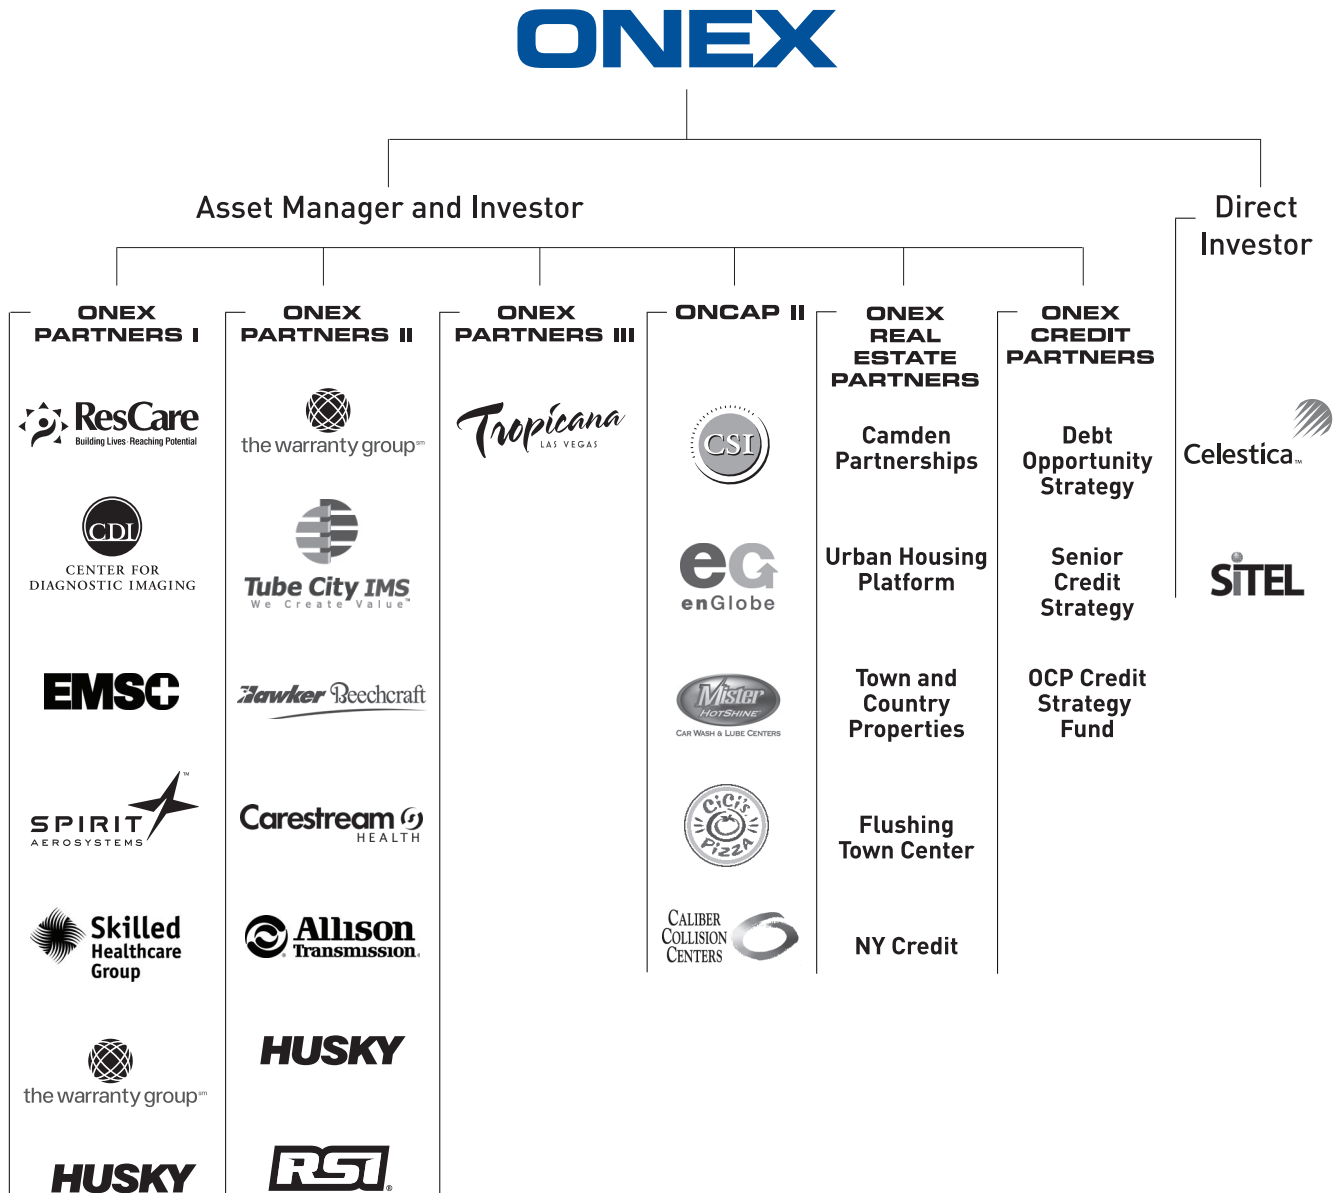 ONEX
Asset Manager and Investor
Direct
Investor
ONEX
PARTNERS I
ResCare
Building Lives · Reaching Potential
CDI
CENTER FOR
DIAGNOSTIC IMAGING
EMSC
SPIRIT™
AEROSYSTEMS
Skilled
Healthcare
Group
the warranty group℠
HUSKY
ONEX
PARTNERS II
the warranty group℠
Tube City IMS
We Create Value™
Hawker Beechcraft
Carestream
HEALTH
Allison
Transmission®
HUSKY
RSI®
ONEX
PARTNERS III
Tropicana
LAS VEGAS
ONCAP II
CSI
eG
enGlobe
Mister
HOTSHINE
CAR WASH & LUBE CENTERS
CiCi's
Pizza
CALIBER
COLLISION
CENTERS
ONEX
REAL
ESTATE
PARTNERS
Camden
Partnerships
Urban Housing
Platform
Town and
Country
Properties
Flushing
Town Center
NY Credit
ONEX
CREDIT
PARTNERS
Debt
Opportunity
Strategy
Senior
Credit
Strategy
OCP Credit
Strategy
Fund
Celestica™
SiTEL